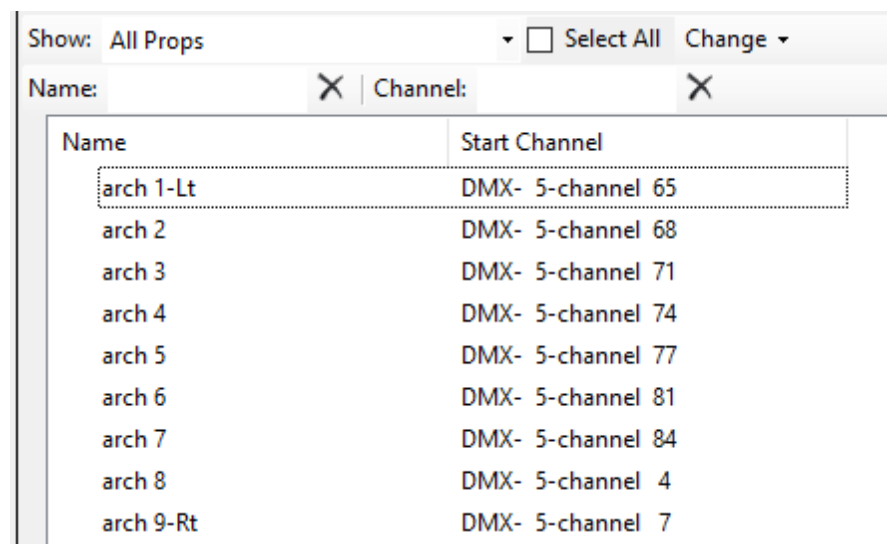 Show: All Props Select All Change
Name: Channel:
Name Start Channel
arch 1-Lt DMX- 5-channel 65
arch 2 DMX- 5-channel 68
arch 3 DMX- 5-channel 71
arch 4 DMX- 5-channel 74
arch 5 DMX- 5-channel 77
arch 6 DMX- 5-channel 81
arch 7 DMX- 5-channel 84
arch 8 DMX- 5-channel 4
arch 9-Rt DMX- 5-channel 7